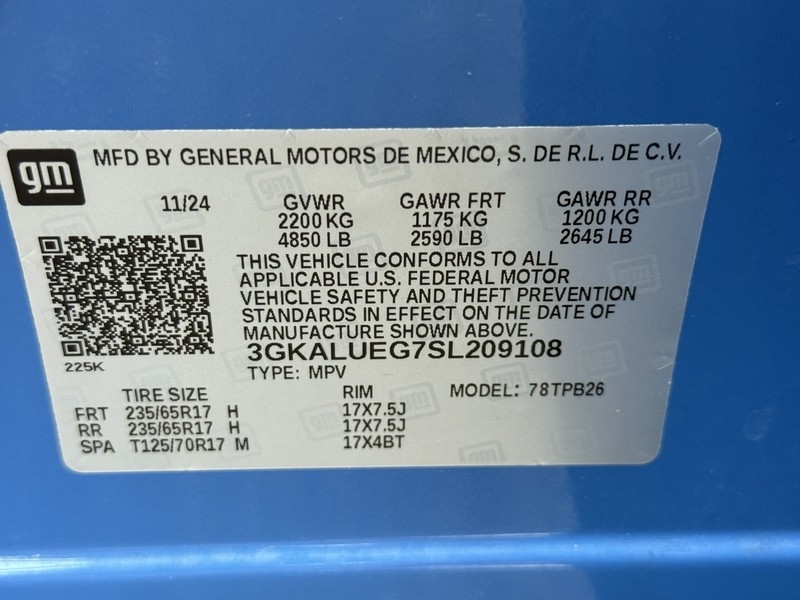 gm MFD BY GENERAL MOTORS DE MEXICO, S. DE R.L. DE C.V.
11/24 GVWR GAWR FRT GAWR RR
2200 KG 1175 KG 1200 KG
4850 LB 2590 LB 2645 LB
THIS VEHICLE CONFORMS TO ALL
APPLICABLE U.S. FEDERAL MOTOR
VEHICLE SAFETY AND THEFT PREVENTION
STANDARDS IN EFFECT ON THE DATE OF
MANUFACTURE SHOWN ABOVE.
3GKALUEG7SL209108
225K
TYPE: MPV
TIRE SIZE RIM MODEL: 78TPB26
FRT 235/65R17 H 17X7.5J
RR 235/65R17 H 17X7.5J
SPA T125/70R17 M 17X4BT